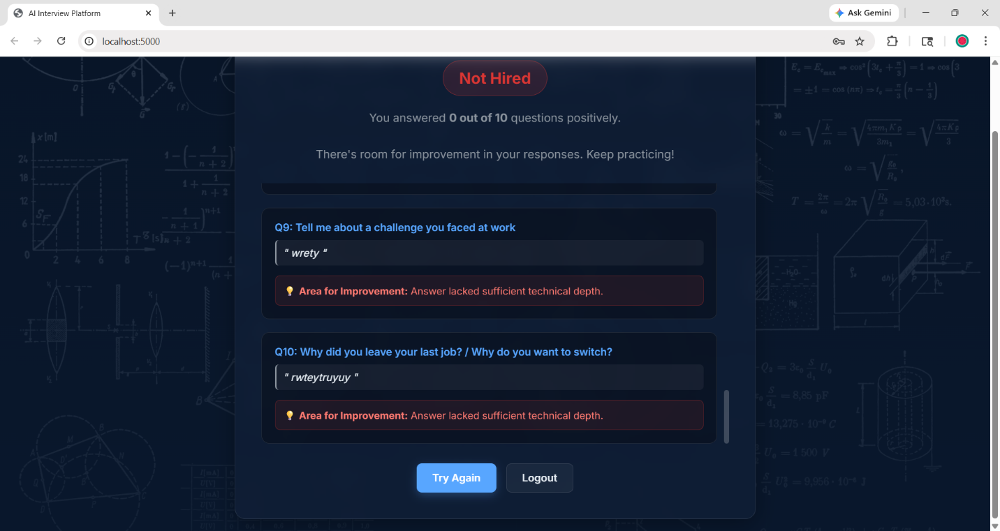 AI Interview Platform
Ask Gemini
localhost:5000
Not Hired
You answered 0 out of 10 questions positively.
There's room for improvement in your responses. Keep practicing!
Q9: Tell me about a challenge you faced at work
" wrety "
💡 Area for Improvement: Answer lacked sufficient technical depth.
Q10: Why did you leave your last job? / Why do you want to switch?
" rwteytruyuy "
💡 Area for Improvement: Answer lacked sufficient technical depth.
Try Again
Logout